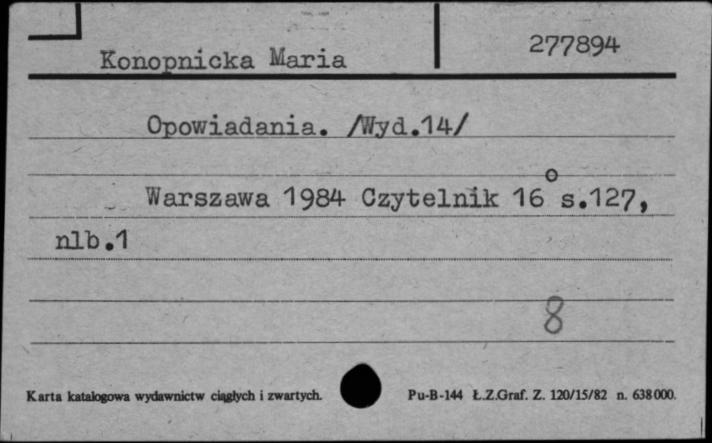 Konopnicka Maria 277894
Opowiadania. /Wyd.14/
Warszawa 1984 Czytelnik 16° s.127,
nlb.1
8
Karta katalogowa wydawnictw ciągłych i zwartych. Pu-B-144 Ł.Z.Graf. Z. 120/15/82 n. 638000.